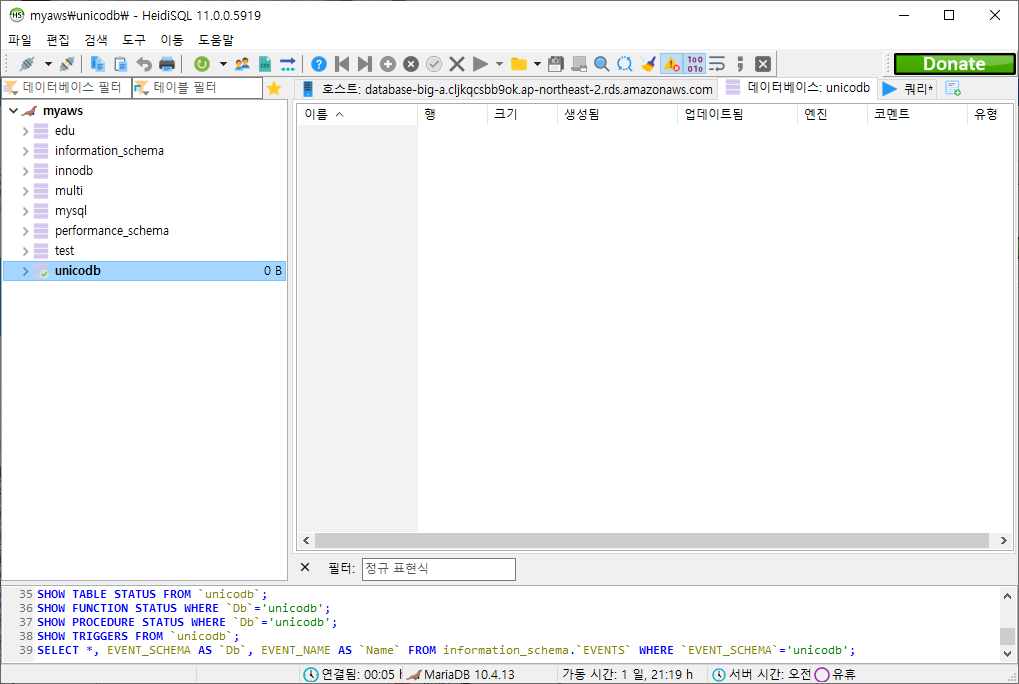 myaws₩unicodb₩ - HeidiSQL 11.0.0.5919
파일 편집 검색 도구 이동 도움말
Donate
데이터베이스 필터 테이블 필터
호스트: database-big-a.cljkqcsbb9ok.ap-northeast-2.rds.amazonaws.com 데이터베이스: unicodb 쿼리*
myaws
edu
information_schema
innodb
multi
mysql
performance_schema
test
unicodb 0 B
이름 행 크기 생성됨 업데이트됨 엔진 코멘트 유형
필터: 정규 표현식
35 SHOW TABLE STATUS FROM `unicodb`;
36 SHOW FUNCTION STATUS WHERE `Db`='unicodb';
37 SHOW PROCEDURE STATUS WHERE `Db`='unicodb';
38 SHOW TRIGGERS FROM `unicodb`;
39 SELECT *, EVENT_SCHEMA AS `Db`, EVENT_NAME AS `Name` FROM information_schema.`EVENTS` WHERE `EVENT_SCHEMA`='unicodb';
연결됨: 00:05 h MariaDB 10.4.13 가동 시간: 1 일, 21:19 h 서버 시간: 오전 유휴